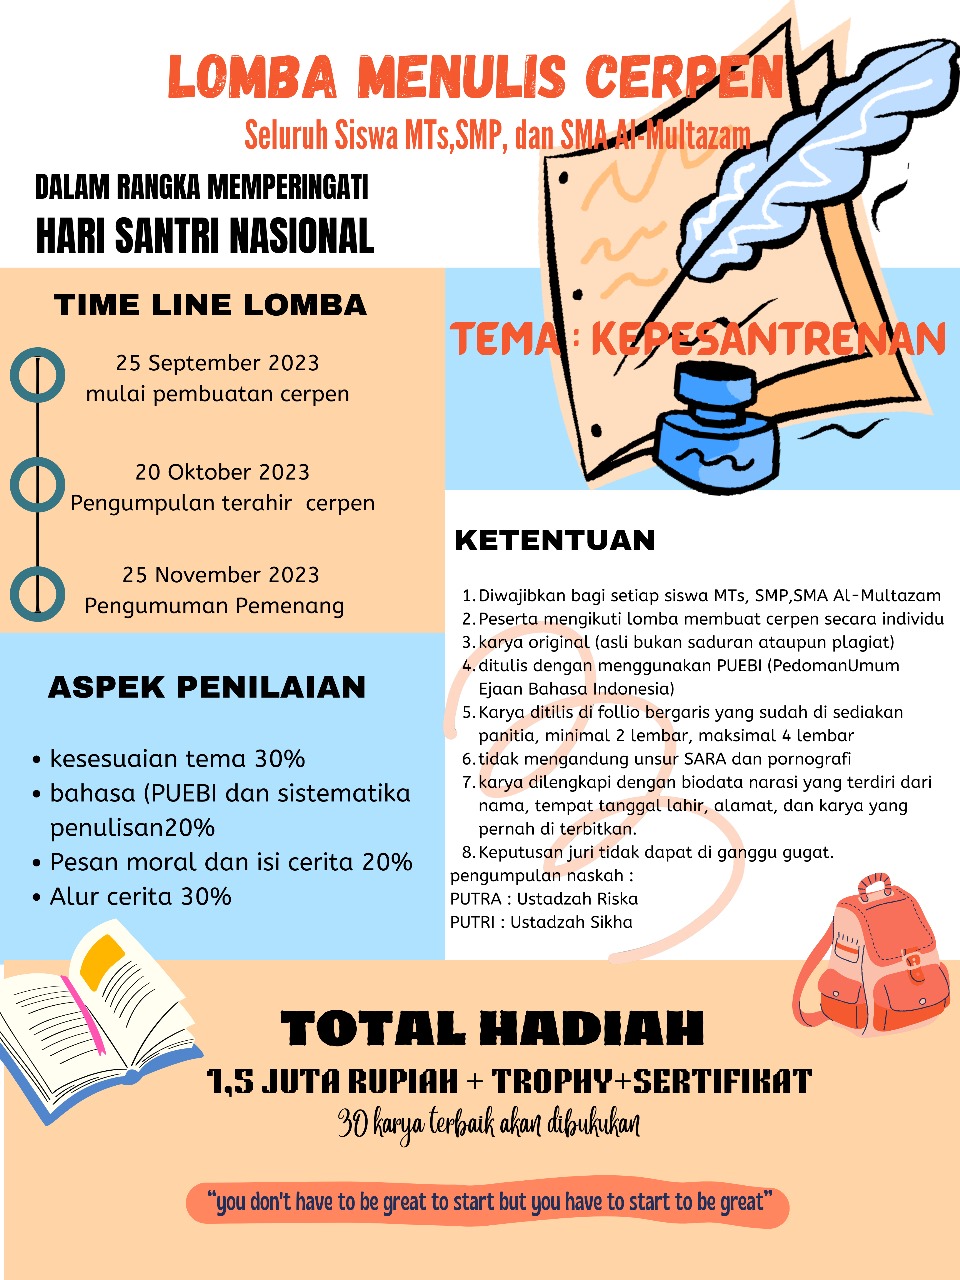 LOMBA MENULIS CERPEN
Seluruh Siswa MTs,SMP, dan SMA Al-Multazam
DALAM RANGKA MEMPERINGATI
HARI SANTRI NASIONAL
TIME LINE LOMBA
25 September 2023
mulai pembuatan cerpen
20 Oktober 2023
Pengumpulan terahir cerpen
25 November 2023
Pengumuman Pemenang
TEMA : KEPESANTRENAN
ASPEK PENILAIAN
• kesesuaian tema 30%
• bahasa (PUEBI dan sistematika
penulisan20%
• Pesan moral dan isi cerita 20%
• Alur cerita 30%
KETENTUAN
1. Diwajibkan bagi setiap siswa MTs, SMP,SMA Al-Multazam
2. Peserta mengikuti lomba membuat cerpen secara individu
3. karya original (asli bukan saduran ataupun plagiat)
4. ditulis dengan menggunakan PUEBI (PedomanUmum
Ejaan Bahasa Indonesia)
5. Karya ditilis di follio bergaris yang sudah di sediakan
panitia, minimal 2 lembar, maksimal 4 lembar
6. tidak mengandung unsur SARA dan pornografi
7. karya dilengkapi dengan biodata narasi yang terdiri dari
nama, tempat tanggal lahir, alamat, dan karya yang
pernah di terbitkan.
8. Keputusan juri tidak dapat di ganggu gugat.
pengumpulan naskah :
PUTRA : Ustadzah Riska
PUTRI : Ustadzah Sikha
TOTAL HADIAH
1,5 JUTA RUPIAH + TROPHY+SERTIFIKAT
30 karya terbaik akan dibukukan
“you don't have to be great to start but you have to start to be great”